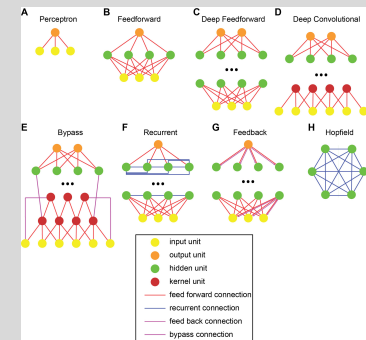 A Perceptron
B Feedforward
C Deep Feedforward
D Deep Convolutional
E Bypass
F Recurrent
G Feedback
H Hopfield
input unit
output unit
hidden unit
kernel unit
feed forward connection
recurrent connection
feed back connection
bypass connection